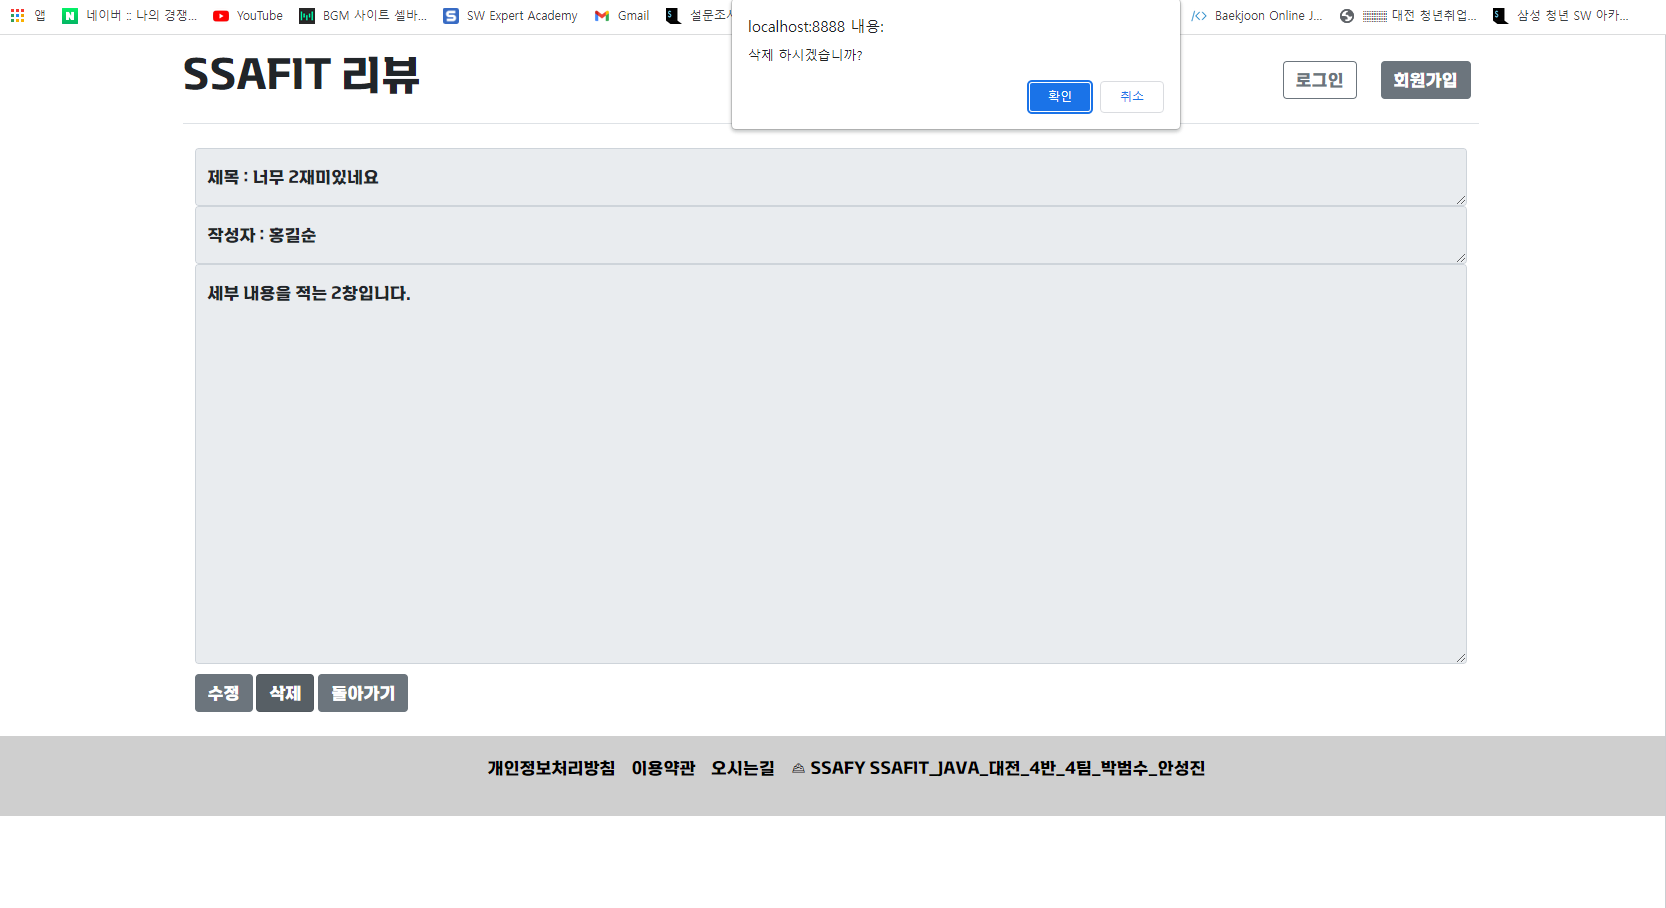 앱 네이버 :: 나의 경쟁... YouTube BGM 사이트 셀바... SW Expert Academy Gmail 설문조사 Baekjoon Online J... 대전 청년취업... 삼성 청년 SW 아카...
localhost:8888 내용:
삭제 하시겠습니까?
확인 취소
SSAFIT 리뷰
로그인 회원가입
제목 : 너무 2재미있네요
작성자 : 홍길순
세부 내용을 적는 2창입니다.
수정 삭제 돌아가기
개인정보처리방침 이용약관 오시는길 SSAFY SSAFIT_JAVA_대전_4반_4팀_박범수_안성진